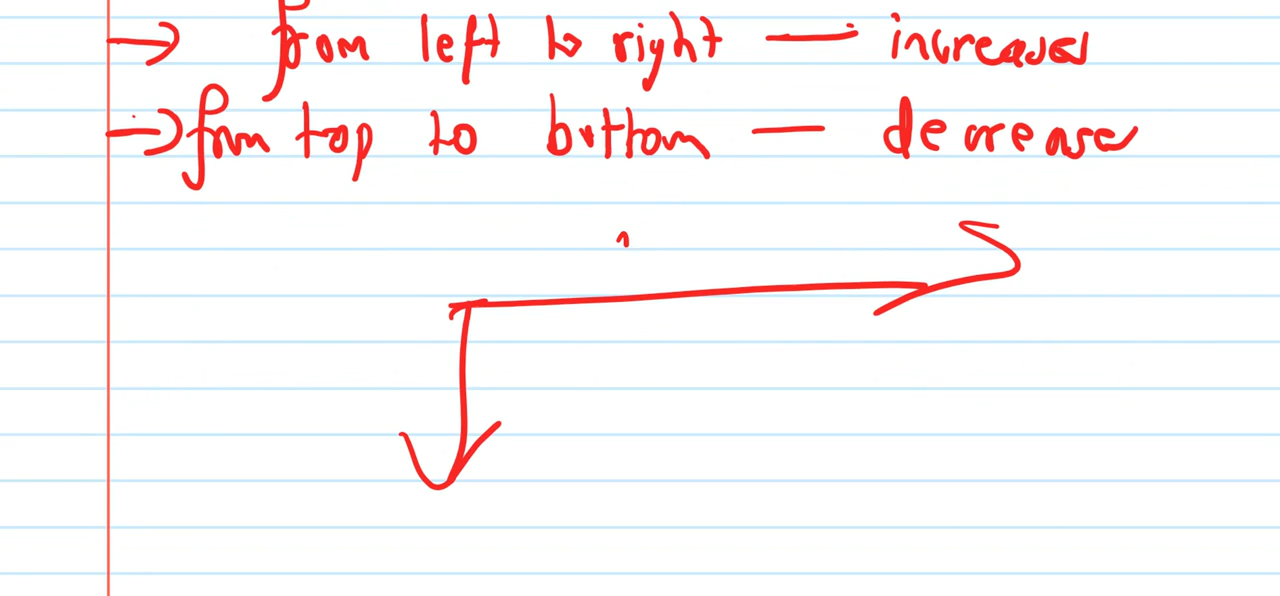 → from left to right — increases
→ from top to bottom — decrease